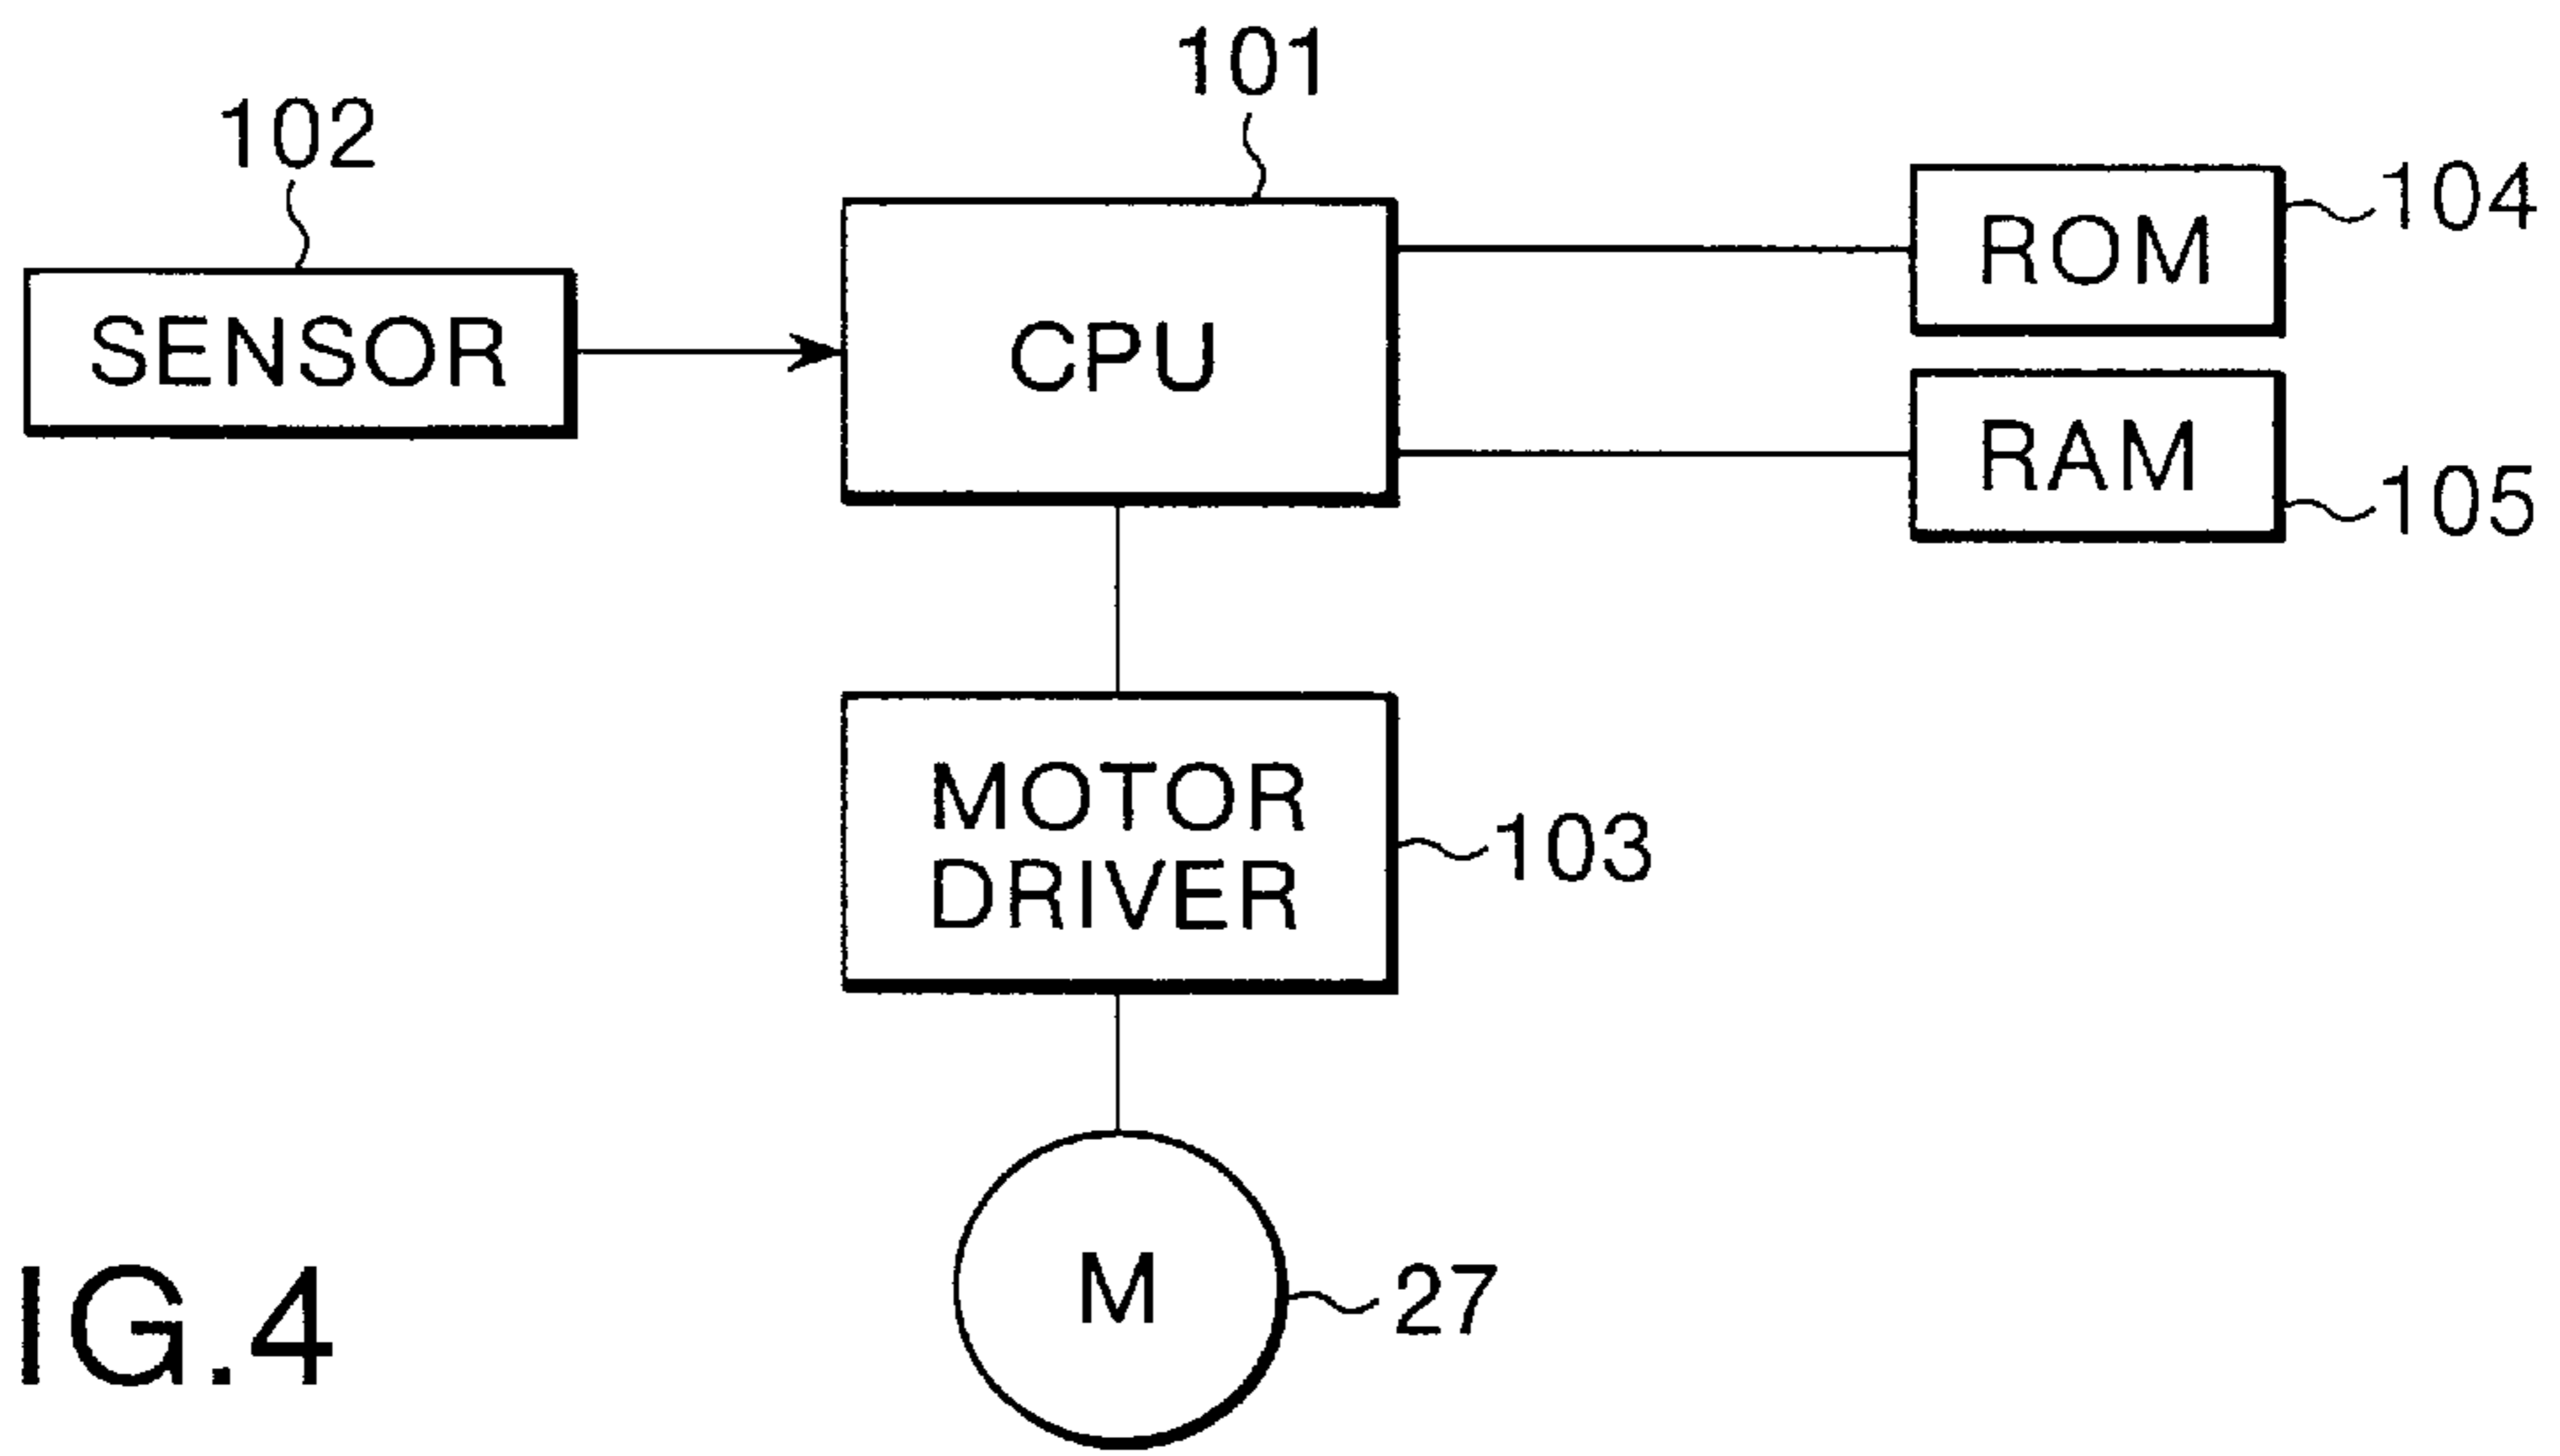 101
102
104
ROM
SENSOR
CPU
RAM
105
MOTOR
DRIVER
103
M
27
IG.4